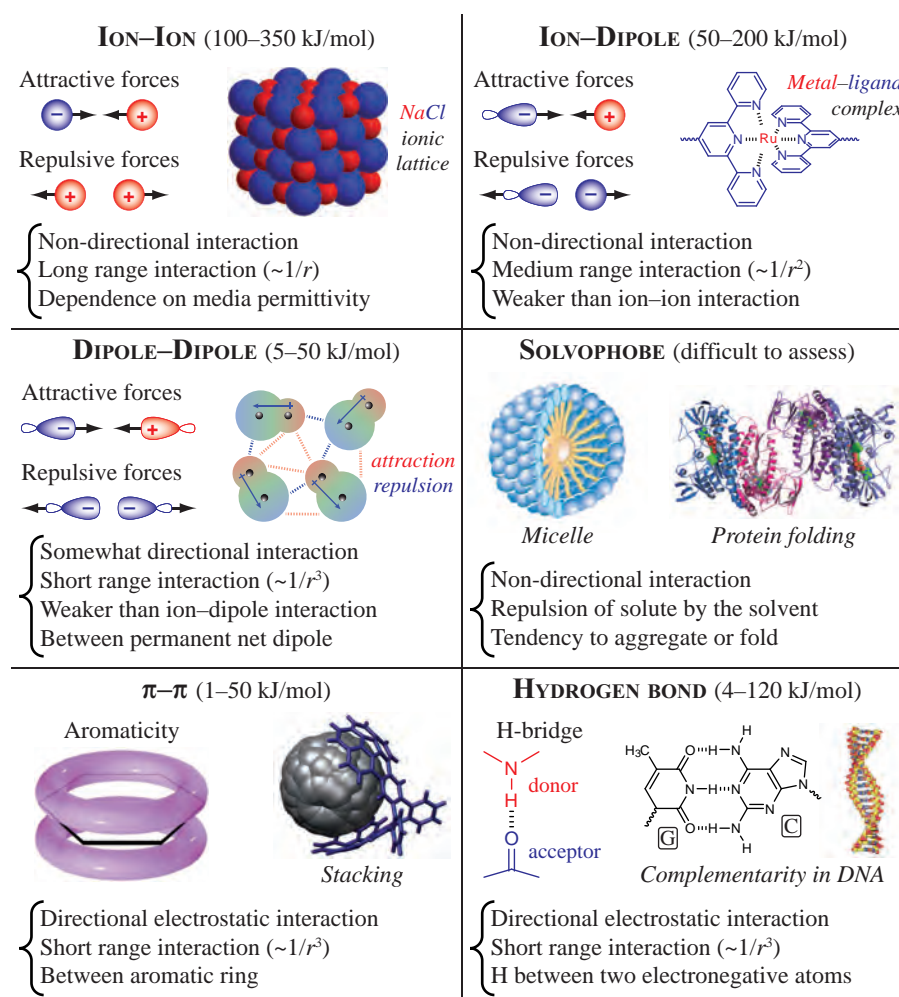 ION–ION (100–350 kJ/mol)
Attractive forces
−
+
Repulsive forces
+
+
NaCl
ionic
lattice
Non-directional interaction
Long range interaction (~1/r)
Dependence on media permittivity
ION–DIPOLE (50–200 kJ/mol)
Attractive forces
−
+
Repulsive forces
−
−
Metal–ligand
complex
N
N
N
Ru
N
N
N
Non-directional interaction
Medium range interaction (~1/r²)
Weaker than ion–ion interaction
DIPOLE–DIPOLE (5–50 kJ/mol)
Attractive forces
−
+
Repulsive forces
−
−
attraction
repulsion
Somewhat directional interaction
Short range interaction (~1/r³)
Weaker than ion–dipole interaction
Between permanent net dipole
SOLVOPHOBE (difficult to assess)
Micelle
Protein folding
Non-directional interaction
Repulsion of solute by the solvent
Tendency to aggregate or fold
π–π (1–50 kJ/mol)
Aromaticity
Stacking
Directional electrostatic interaction
Short range interaction (~1/r³)
Between aromatic ring
HYDROGEN BOND (4–120 kJ/mol)
H-bridge
N
H
donor
O
acceptor
H
H₃C
O
H
N
H
N
N
N
H
N
N
N
O
H
N
H
G
C
Complementarity in DNA
Directional electrostatic interaction
Short range interaction (~1/r³)
H between two electronegative atoms